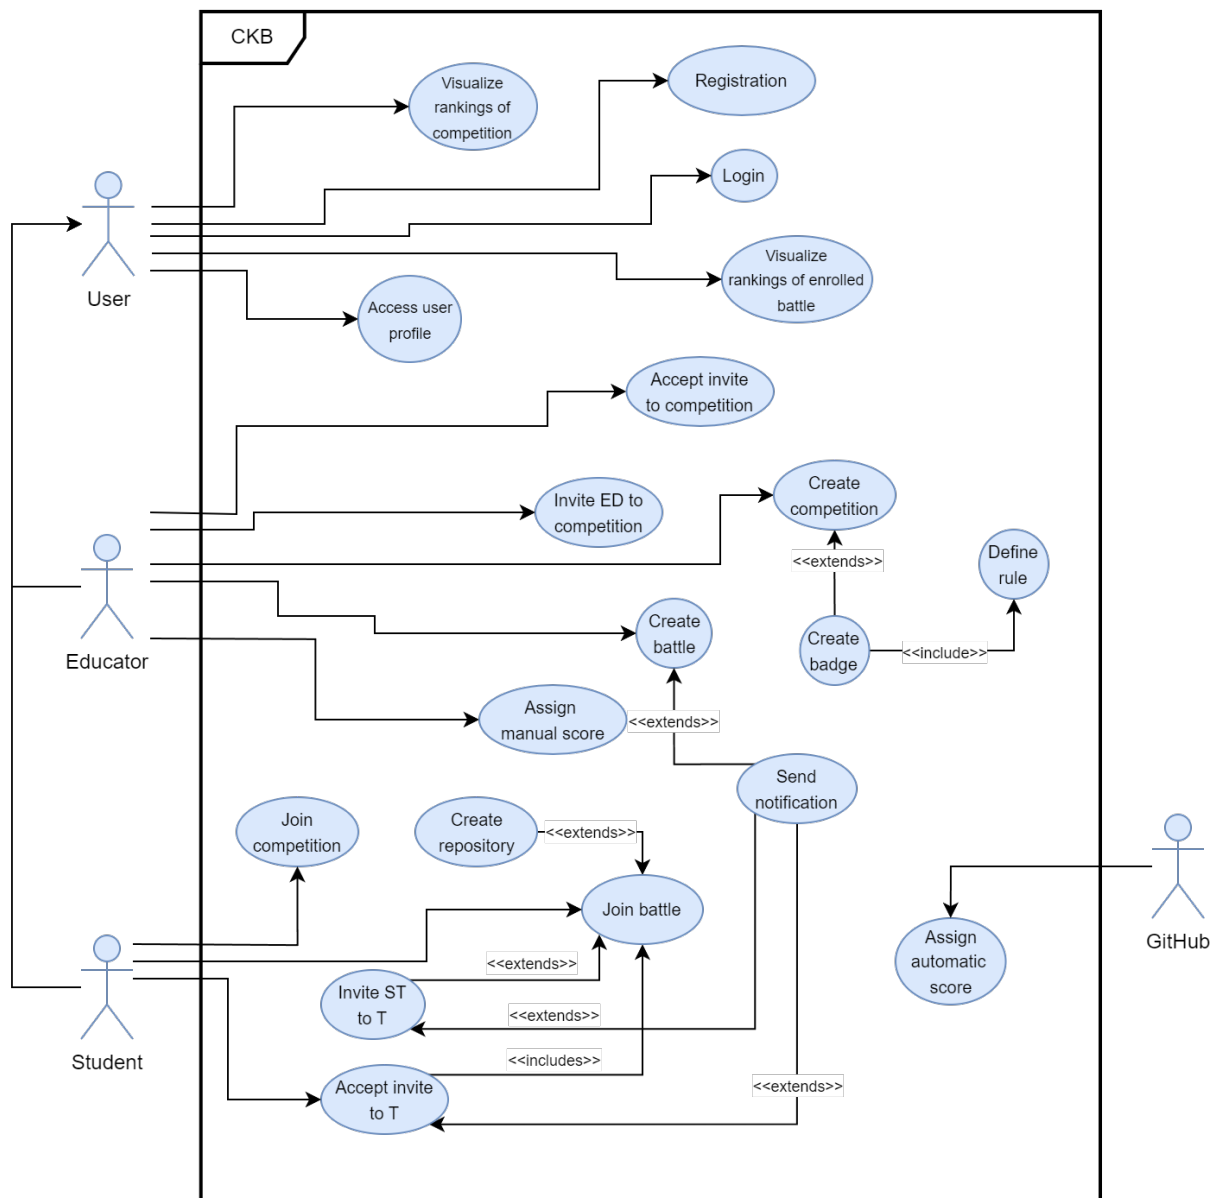 CKB
Visualize
rankings of
competition
Registration
Login
User
Visualize
rankings of enrolled
battle
Access user
profile
Accept invite
to competition
Invite ED to
competition
Create
competition
<<extends>>
Define
rule
Educator
Create
battle
Create
badge
<<include>>
Assign
manual score
<<extends>>
Send
notification
Join
competition
Create
repository
<<extends>>
Join battle
GitHub
Assign
automatic
score
<<extends>>
Invite ST
to T
<<extends>>
Student
<<includes>>
Accept invite
to T
<<extends>>